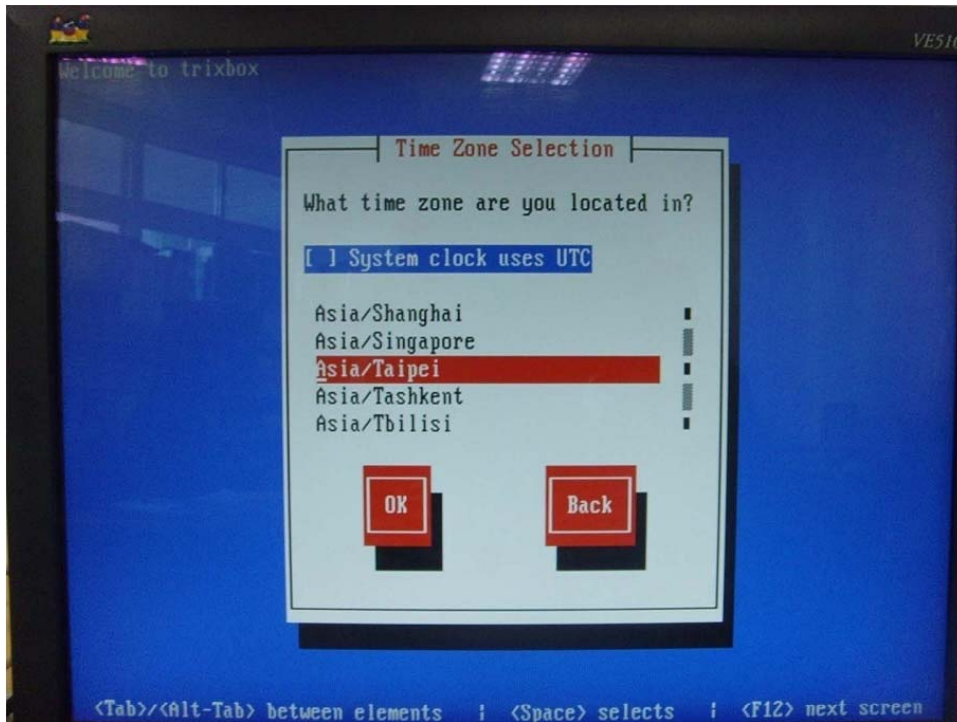 VE510
Welcome to trixbox
Time Zone Selection
What time zone are you located in?
[ ] System clock uses UTC
Asia/Shanghai
Asia/Singapore
Asia/Taipei
Asia/Tashkent
Asia/Tbilisi
OK Back
<Tab>/<Alt-Tab> between elements ¦ <Space> selects ¦ <F12> next screen